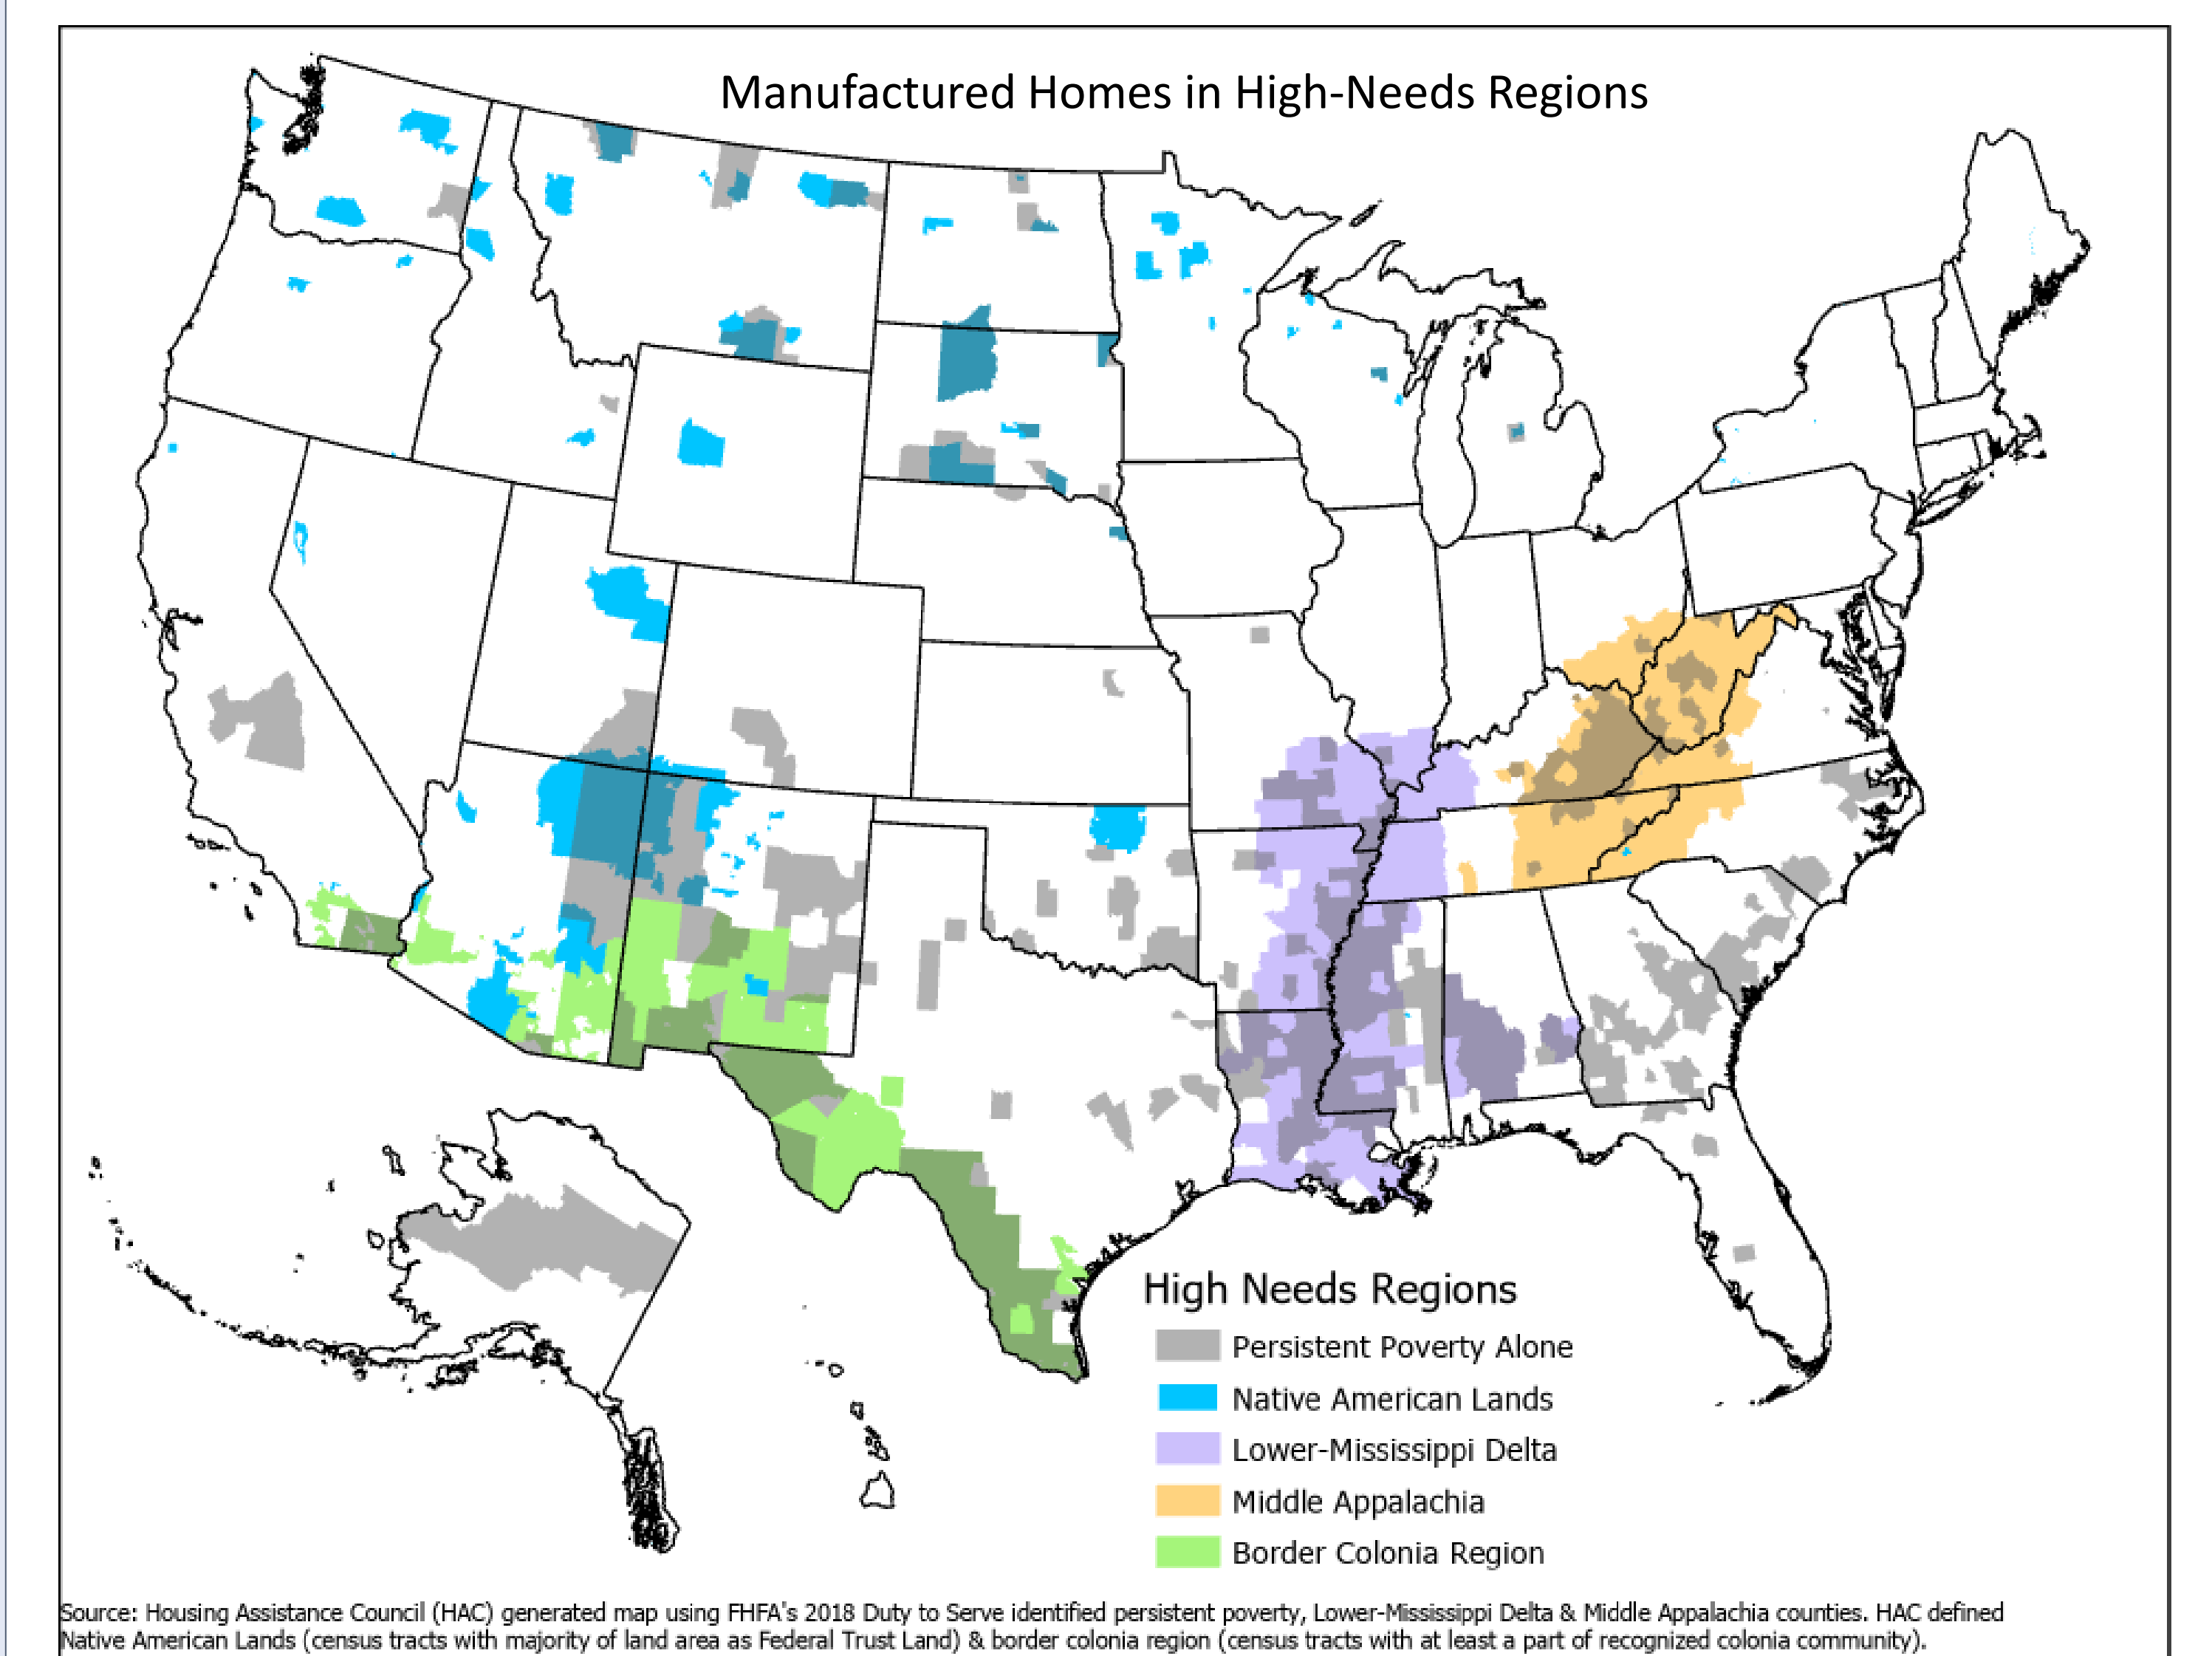 Manufactured Homes in High-Needs Regions
High Needs Regions
Persistent Poverty Alone
Native American Lands
Lower-Mississippi Delta
Middle Appalachia
Border Colonia Region
Source: Housing Assistance Council (HAC) generated map using FHFA's 2018 Duty to Serve identified persistent poverty, Lower-Mississippi Delta & Middle Appalachia counties. HAC defined
Native American Lands (census tracts with majority of land area as Federal Trust Land) & border colonia region (census tracts with at least a part of recognized colonia community).